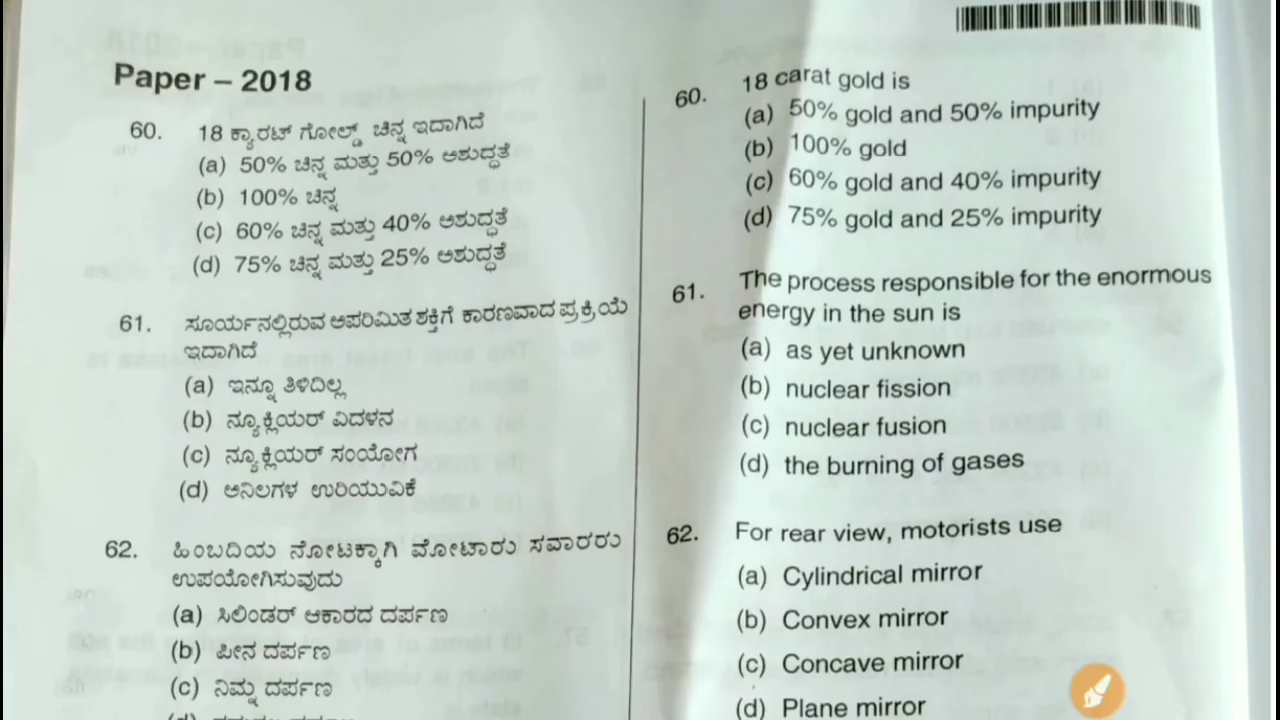 Paper – 2018
60. 18 ಕ್ಯಾರಟ್ ಗೋಲ್ಡ್ ಚಿನ್ನ ಇದಾಗಿದೆ
(a) 50% ಚಿನ್ನ ಮತ್ತು 50% ಅಶುದ್ಧತೆ
(b) 100% ಚಿನ್ನ
(c) 60% ಚಿನ್ನ ಮತ್ತು 40% ಅಶುದ್ಧತೆ
(d) 75% ಚಿನ್ನ ಮತ್ತು 25% ಅಶುದ್ಧತೆ
61. ಸೂರ್ಯನಲ್ಲಿರುವ ಅಪರಿಮಿತ ಶಕ್ತಿಗೆ ಕಾರಣವಾದ ಪ್ರಕ್ರಿಯೆ
ಇದಾಗಿದೆ
(a) ಇನ್ನೂ ತಿಳಿದಿಲ್ಲ
(b) ನ್ಯೂಕ್ಲಿಯರ್ ವಿದಳನ
(c) ನ್ಯೂಕ್ಲಿಯರ್ ಸಂಯೋಗ
(d) ಅನಿಲಗಳ ಉರಿಯುವಿಕೆ
62. ಹಿಂಬದಿಯ ನೋಟಕ್ಕಾಗಿ ಮೋಟಾರು ಸವಾರರು
ಉಪಯೋಗಿಸುವುದು
(a) ಸಿಲಿಂಡರ್ ಆಕಾರದ ದರ್ಪಣ
(b) ಪೀನ ದರ್ಪಣ
(c) ನಿಮ್ನ ದರ್ಪಣ
60. 18 carat gold is
(a) 50% gold and 50% impurity
(b) 100% gold
(c) 60% gold and 40% impurity
(d) 75% gold and 25% impurity
61. The process responsible for the enormous
energy in the sun is
(a) as yet unknown
(b) nuclear fission
(c) nuclear fusion
(d) the burning of gases
62. For rear view, motorists use
(a) Cylindrical mirror
(b) Convex mirror
(c) Concave mirror
(d) Plane mirror